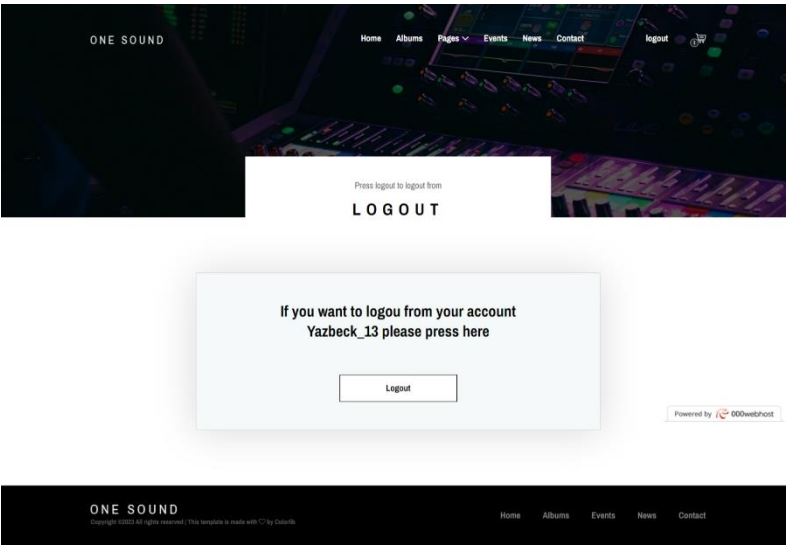 ONE SOUND
Home Albums Pages Events News Contact logout 1
Press logout to logout from
LOGOUT
If you want to logou from your account
Yazbeck_13 please press here
Logout
Powered by 000webhost
ONE SOUND
Copyright ©2023 All rights reserved | This template is made with ♡ by Colorlib
Home Albums Events News Contact